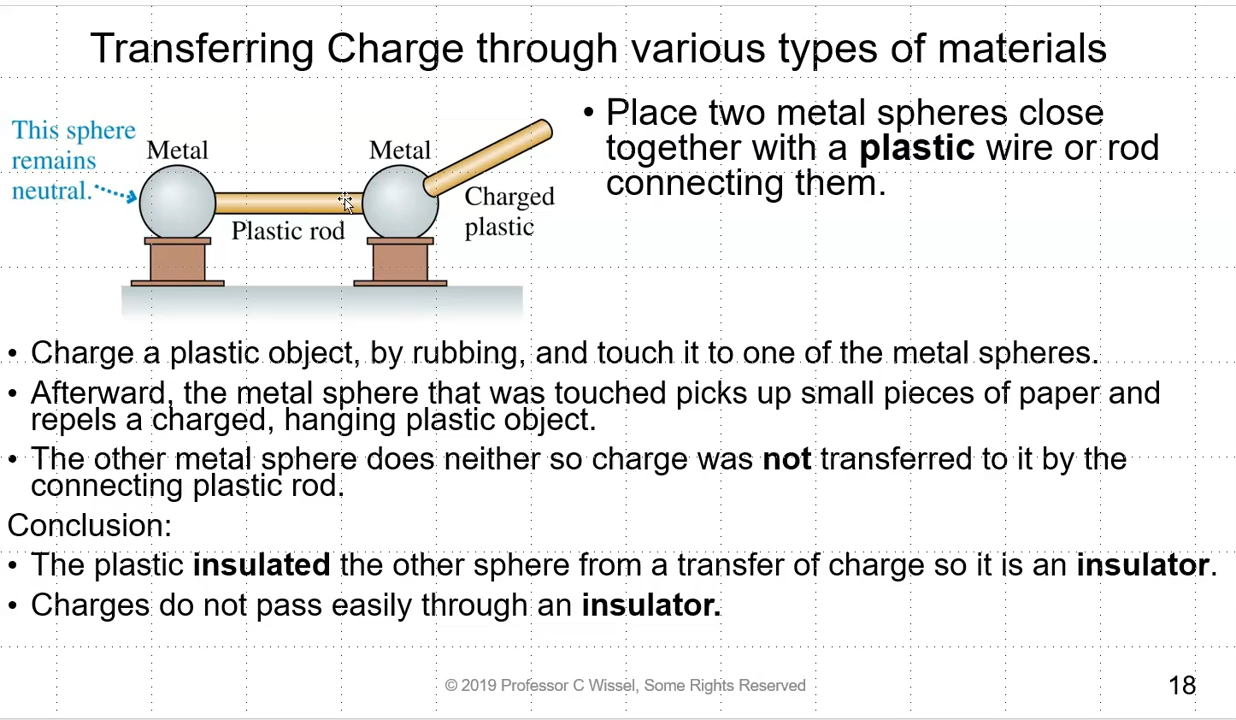 Transferring Charge through various types of materials
This sphere
remains
neutral.
Metal
Metal
Plastic rod
Charged
plastic
• Place two metal spheres close
together with a plastic wire or rod
connecting them.
• Charge a plastic object, by rubbing, and touch it to one of the metal spheres.
• Afterward, the metal sphere that was touched picks up small pieces of paper and
repels a charged, hanging plastic object.
• The other metal sphere does neither so charge was not transferred to it by the
connecting plastic rod.
Conclusion:
• The plastic insulated the other sphere from a transfer of charge so it is an insulator.
• Charges do not pass easily through an insulator.
© 2019 Professor C Wissel, Some Rights Reserved
18